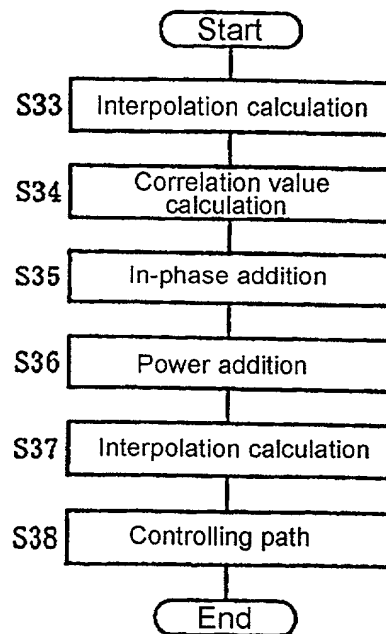 Start
S33 Interpolation calculation
S34 Correlation value
calculation
S35 In-phase addition
S36 Power addition
S37 Interpolation calculation
S38 Controlling path
End